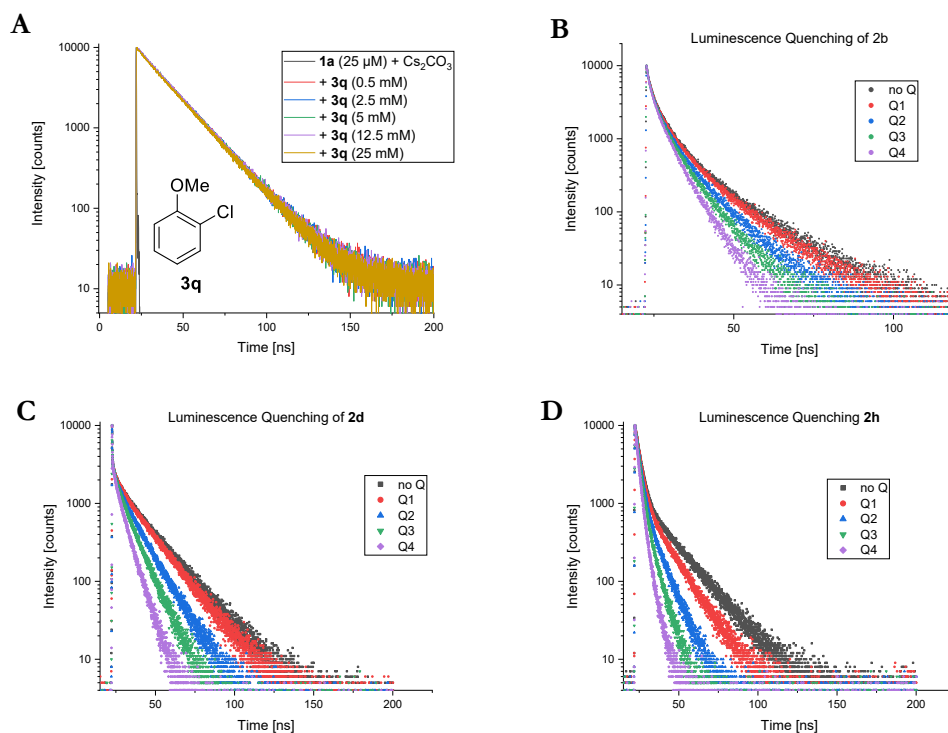 A
10000
1000
100
10
0
50
100
150
200
Intensity [counts]
Time [ns]
1a (25 μM) + Cs₂CO₃
+ 3q (0.5 mM)
+ 3q (2.5 mM)
+ 3q (5 mM)
+ 3q (12.5 mM)
+ 3q (25 mM)
OMe
Cl
3q
B
Luminescence Quenching of 2b
10000
1000
100
10
50
100
Intensity [counts]
Time [ns]
no Q
Q1
Q2
Q3
Q4
C
Luminescence Quenching of 2d
10000
1000
100
10
50
100
150
200
Intensity [counts]
Time [ns]
no Q
Q1
Q2
Q3
Q4
D
Luminescence Quenching 2h
10000
1000
100
10
50
100
150
200
Intensity [counts]
Time [ns]
no Q
Q1
Q2
Q3
Q4